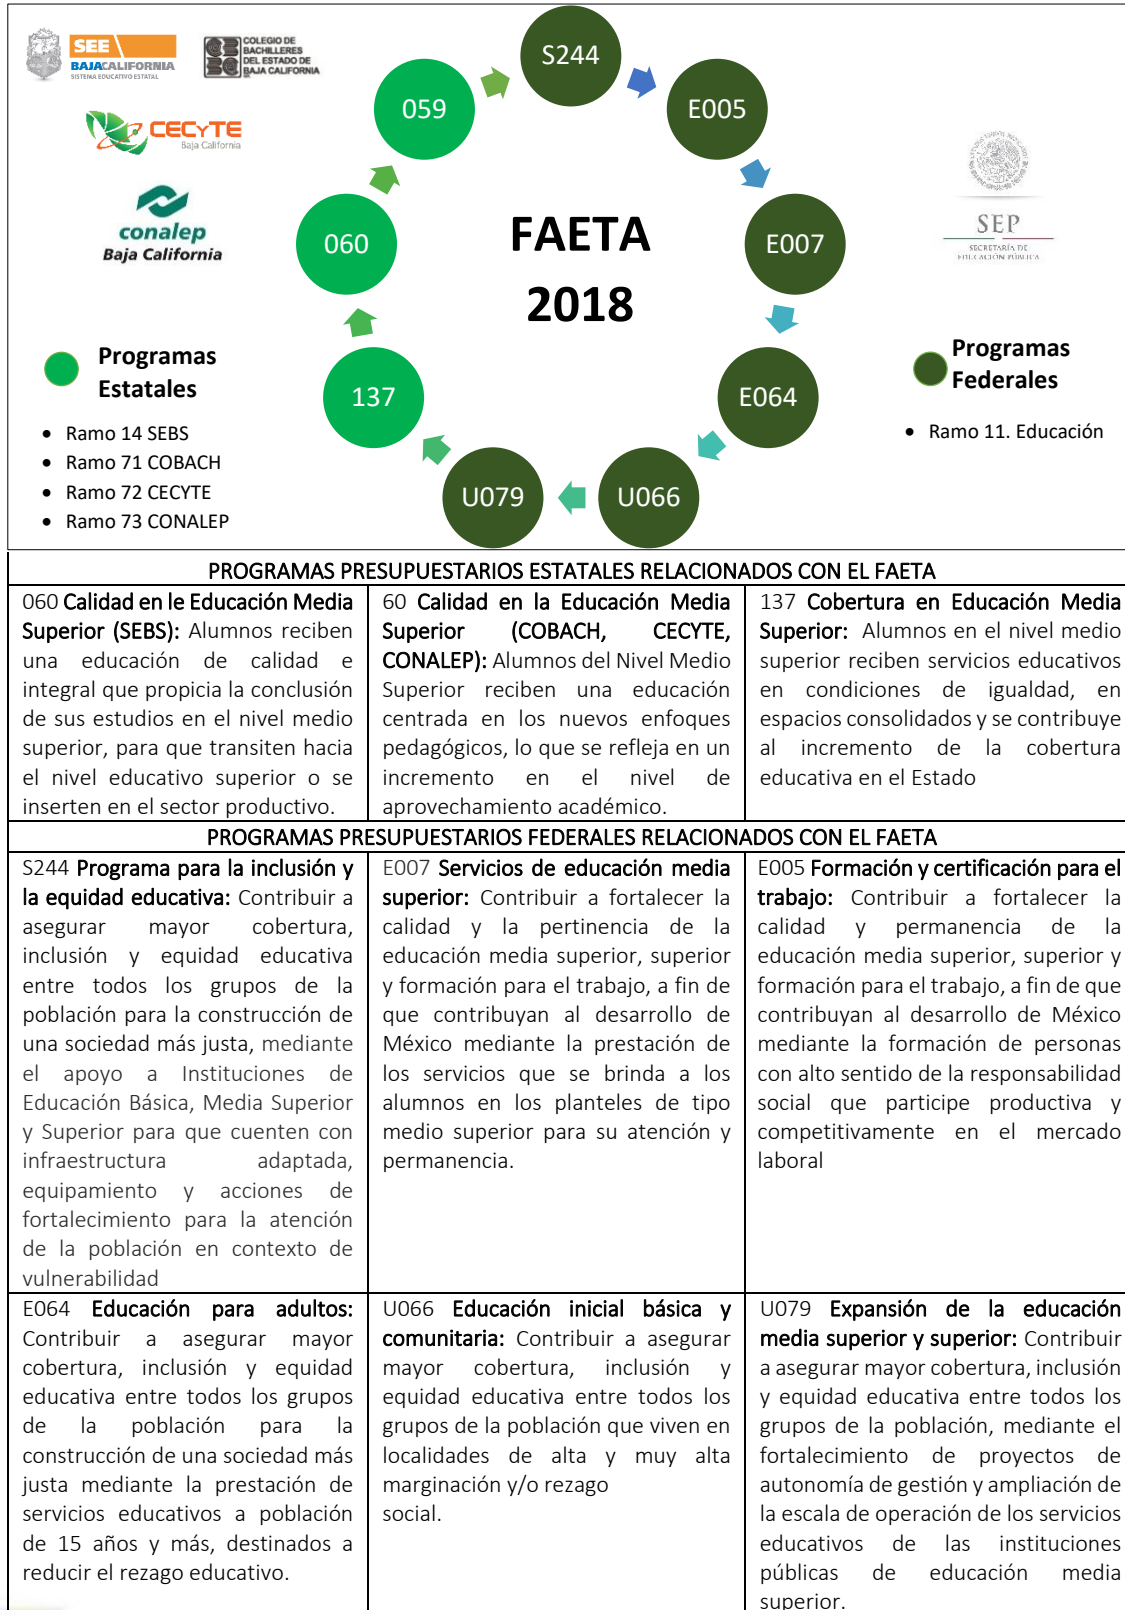 SEE
BAJACALIFORNIA
SISTEMA EDUCATIVO ESTATAL
COLEGIO DE
BACHILLERES
DEL ESTADO DE
BAJA CALIFORNIA
CECYTE
Baja California
conalep
Baja California
S244
059
E005
060
FAETA
2018
E007
SEP
SECRETARÍA DE
EDUCACIÓN PÚBLICA
137
E064
U079
U066
Programas
Estatales
• Ramo 14 SEBS
• Ramo 71 COBACH
• Ramo 72 CECYTE
• Ramo 73 CONALEP
Programas
Federales
• Ramo 11. Educación
PROGRAMAS PRESUPUESTARIOS ESTATALES RELACIONADOS CON EL FAETA
060 Calidad en le Educación Media
Superior (SEBS): Alumnos reciben
una educación de calidad e
integral que propicia la conclusión
de sus estudios en el nivel medio
superior, para que transiten hacia
el nivel educativo superior o se
inserten en el sector productivo.
60 Calidad en la Educación Media
Superior (COBACH, CECYTE,
CONALEP): Alumnos del Nivel Medio
Superior reciben una educación
centrada en los nuevos enfoques
pedagógicos, lo que se refleja en un
incremento en el nivel de
aprovechamiento académico.
137 Cobertura en Educación Media
Superior: Alumnos en el nivel medio
superior reciben servicios educativos
en condiciones de igualdad, en
espacios consolidados y se contribuye
al incremento de la cobertura
educativa en el Estado
PROGRAMAS PRESUPUESTARIOS FEDERALES RELACIONADOS CON EL FAETA
S244 Programa para la inclusión y
la equidad educativa: Contribuir a
asegurar mayor cobertura,
inclusión y equidad educativa
entre todos los grupos de la
población para la construcción de
una sociedad más justa, mediante
el apoyo a Instituciones de
Educación Básica, Media Superior
y Superior para que cuenten con
infraestructura adaptada,
equipamiento y acciones de
fortalecimiento para la atención
de la población en contexto de
vulnerabilidad
E007 Servicios de educación media
superior: Contribuir a fortalecer la
calidad y la pertinencia de la
educación media superior, superior
y formación para el trabajo, a fin de
que contribuyan al desarrollo de
México mediante la prestación de
los servicios que se brinda a los
alumnos en los planteles de tipo
medio superior para su atención y
permanencia.
E005 Formación y certificación para el
trabajo: Contribuir a fortalecer la
calidad y permanencia de la
educación media superior, superior y
formación para el trabajo, a fin de que
contribuyan al desarrollo de México
mediante la formación de personas
con alto sentido de la responsabilidad
social que participe productiva y
competitivamente en el mercado
laboral
E064 Educación para adultos:
Contribuir a asegurar mayor
cobertura, inclusión y equidad
educativa entre todos los grupos
de la población para la
construcción de una sociedad más
justa mediante la prestación de
servicios educativos a población
de 15 años y más, destinados a
reducir el rezago educativo.
U066 Educación inicial básica y
comunitaria: Contribuir a asegurar
mayor cobertura, inclusión y
equidad educativa entre todos los
grupos de la población que viven en
localidades de alta y muy alta
marginación y/o rezago
social.
U079 Expansión de la educación
media superior y superior: Contribuir
a asegurar mayor cobertura, inclusión
y equidad educativa entre todos los
grupos de la población, mediante el
fortalecimiento de proyectos de
autonomía de gestión y ampliación de
la escala de operación de los servicios
educativos de las instituciones
públicas de educación media
superior.